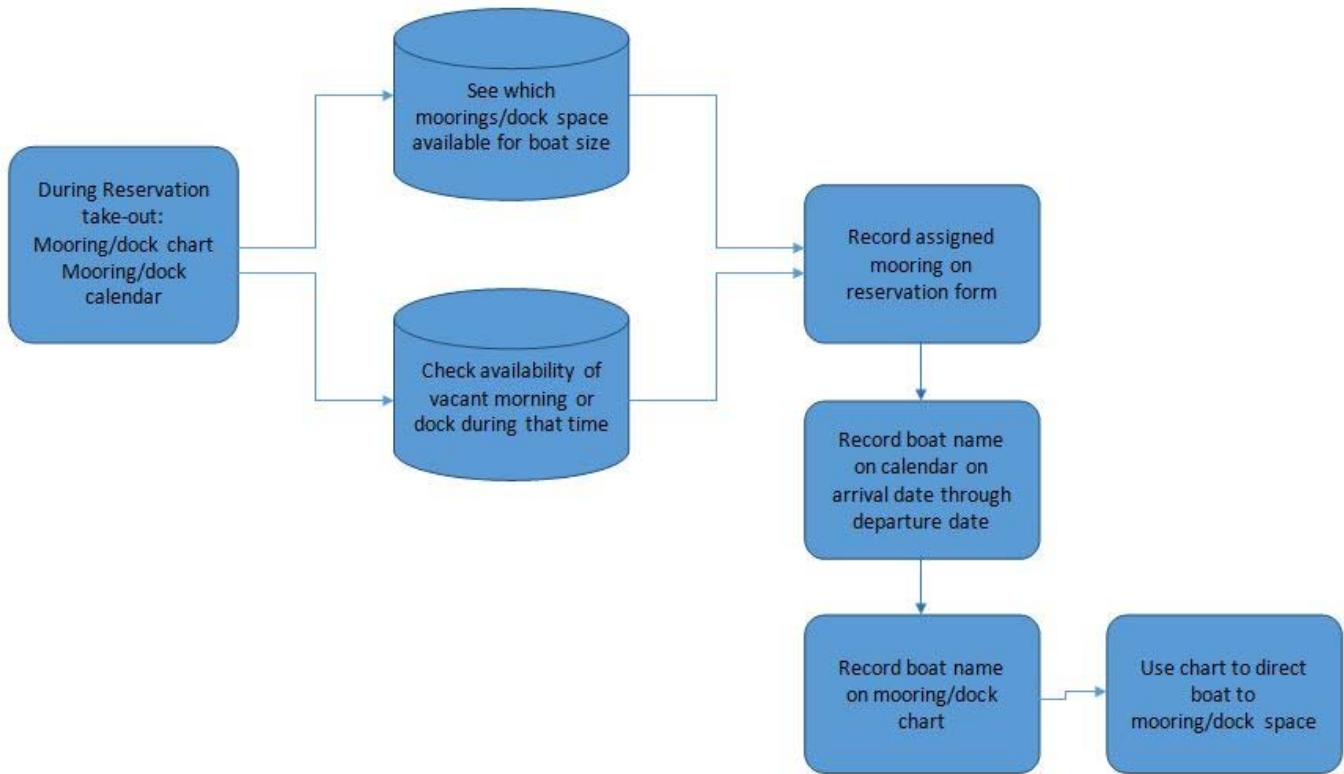 During Reservation
take-out:
Mooring/dock chart
Mooring/dock
calendar
See which
moorings/dock space
available for boat size
Check availability of
vacant morning or
dock during that time
Record assigned
mooring on
reservation form
Record boat name
on calendar on
arrival date through
departure date
Record boat name
on mooring/dock
chart
Use chart to direct
boat to
mooring/dock space